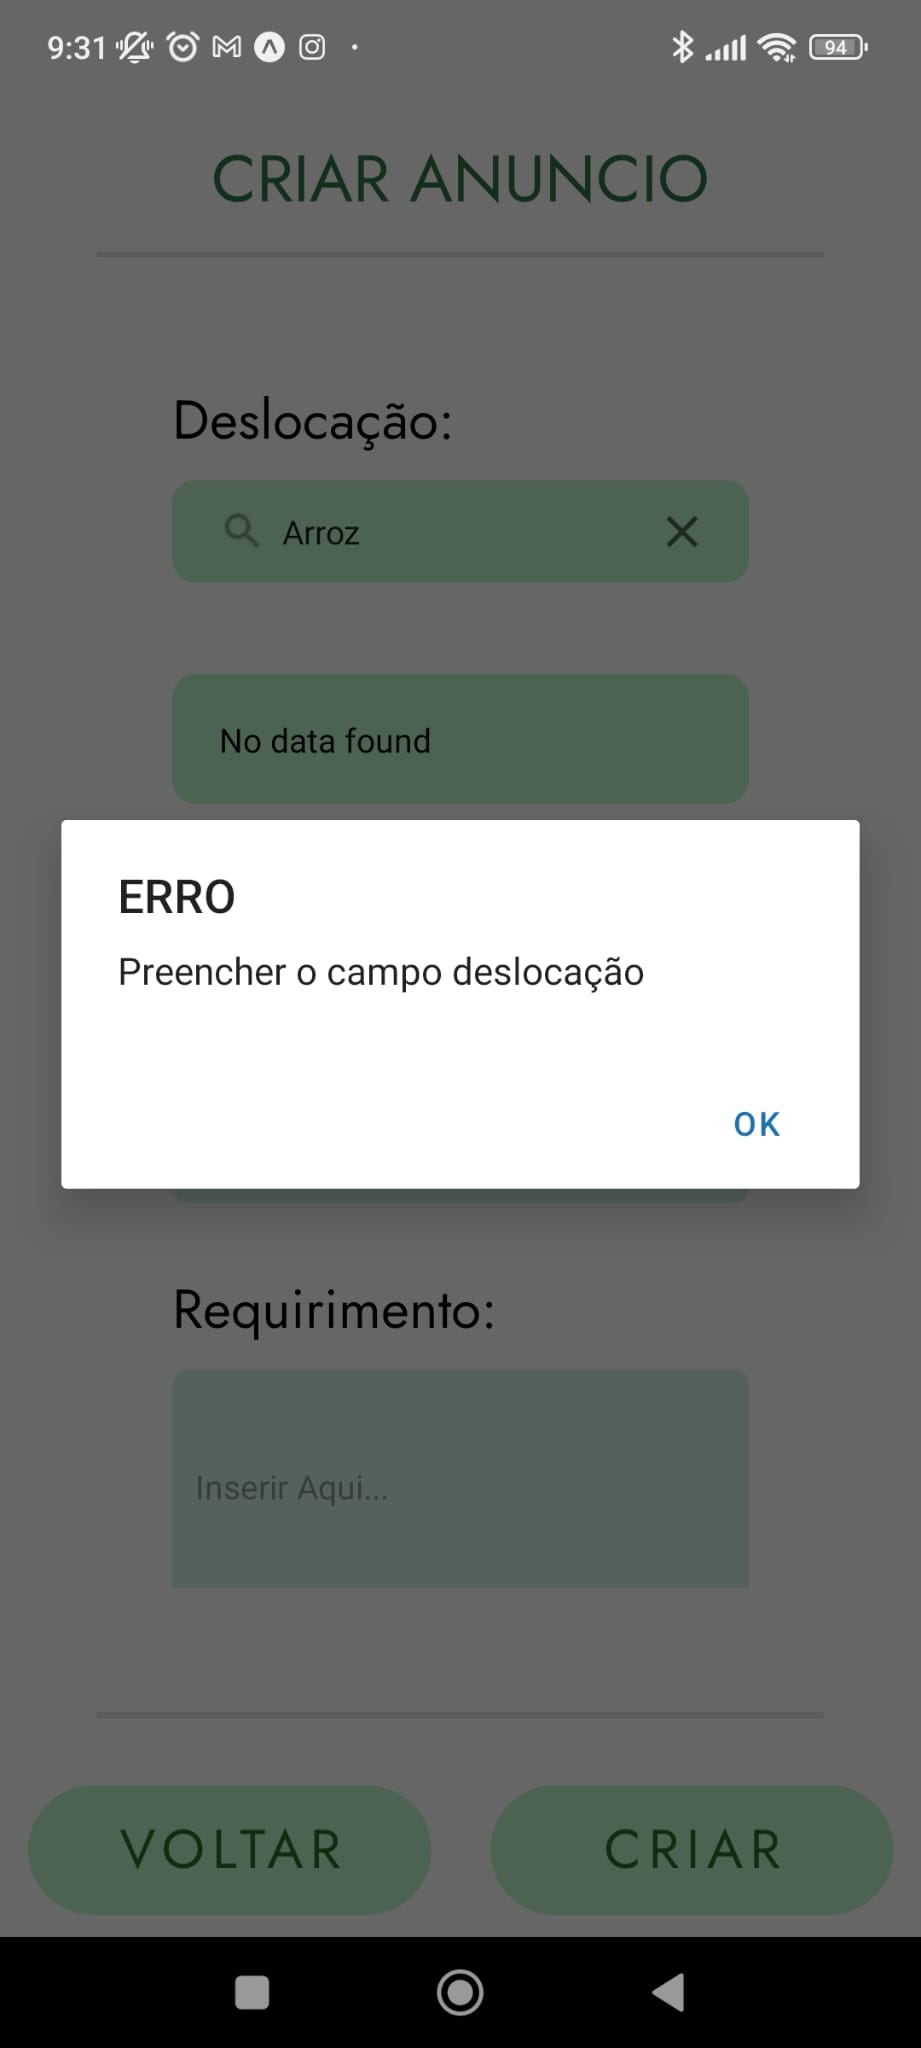 9:31
94
CRIAR ANUNCIO
Deslocação:
Arroz
No data found
ERRO
Preencher o campo deslocação
OK
Requirimento:
Inserir Aqui...
VOLTAR
CRIAR